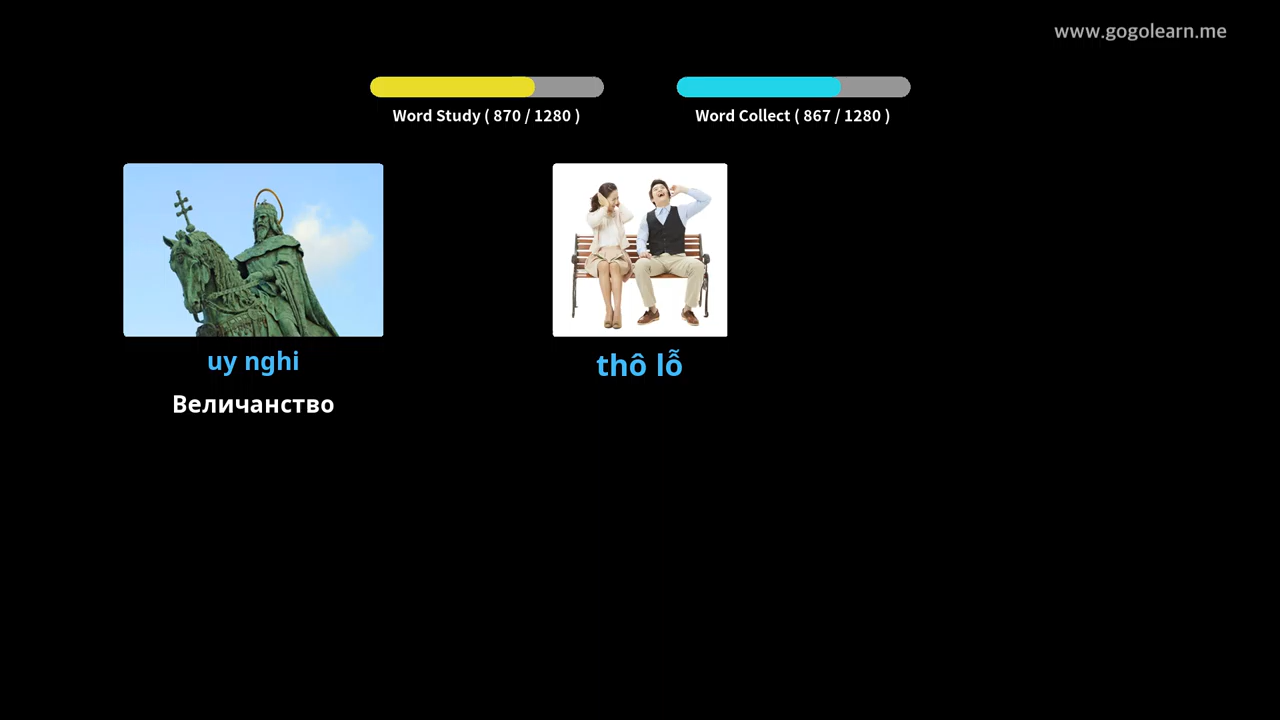 www.gogolearn.me
Word Study ( 870 / 1280 )
Word Collect ( 867 / 1280 )
uy nghi
Величанство
thô lỗ